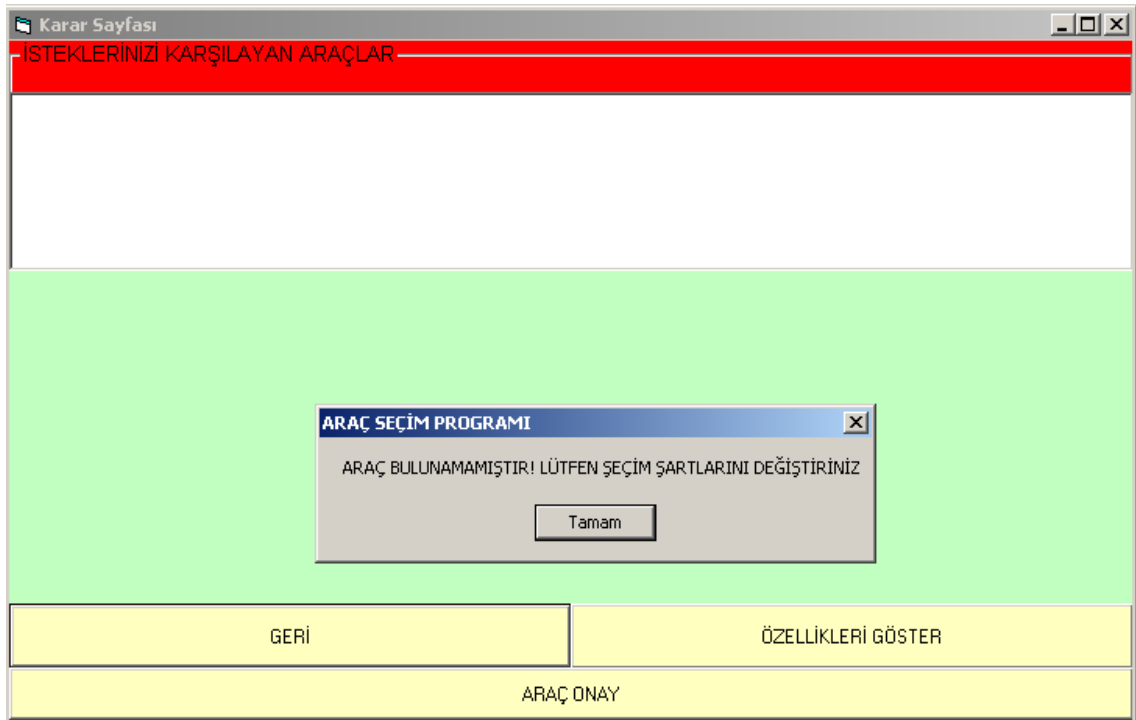 Karar Sayfası
İSTEKLERİNİZİ KARŞILAYAN ARAÇLAR
ARAÇ SEÇİM PROGRAMI
ARAÇ BULUNAMAMIŞTIR! LÜTFEN ŞEÇİM ŞARTLARINI DEĞİŞTİRİNİZ
Tamam
GERİ
ÖZELLİKLERİ GÖSTER
ARAÇ ONAY